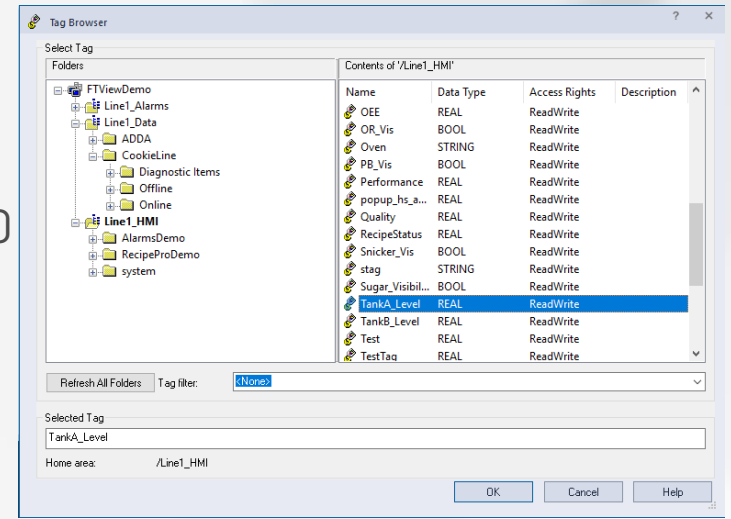 Tag Browser
? ×
Select Tag
Folders
FTViewDemo
Line1_Alarms
Line1_Data
ADDA
CookieLine
Diagnostic Items
Offline
Online
Line1_HMI
AlarmsDemo
RecipeProDemo
system
Contents of '/Line1_HMI'
Name Data Type Access Rights Description
OEE REAL ReadWrite
OR_Vis BOOL ReadWrite
Oven STRING ReadWrite
PB_Vis BOOL ReadWrite
Performance REAL ReadWrite
popup_hs_a... REAL ReadWrite
Quality REAL ReadWrite
RecipeStatus REAL ReadWrite
Snicker_Vis BOOL ReadWrite
stag STRING ReadWrite
Sugar_Visibil... BOOL ReadWrite
TankA_Level REAL ReadWrite
TankB_Level REAL ReadWrite
Test REAL ReadWrite
TestTag REAL ReadWrite
Refresh All Folders Tag filter: <None>
Selected Tag
TankA_Level
Home area: /Line1_HMI
OK Cancel Help